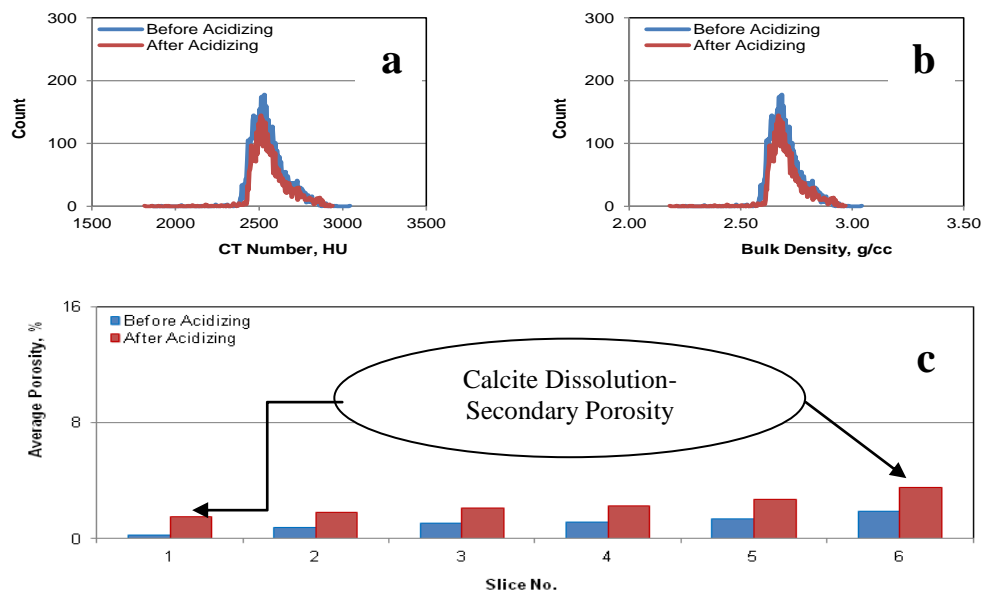 300
Before Acidizing
After Acidizing
a
200
Count
100
0
1500 2000 2500 3000 3500
CT Number, HU
300
Before Acidizing
After Acidizing
b
200
Count
100
0
2.00 2.50 3.00 3.50
Bulk Density, g/cc
16
Before Acidizing
After Acidizing
c
Calcite Dissolution-
Secondary Porosity
Average Porosity, %
8
0
1 2 3 4 5 6
Slice No.